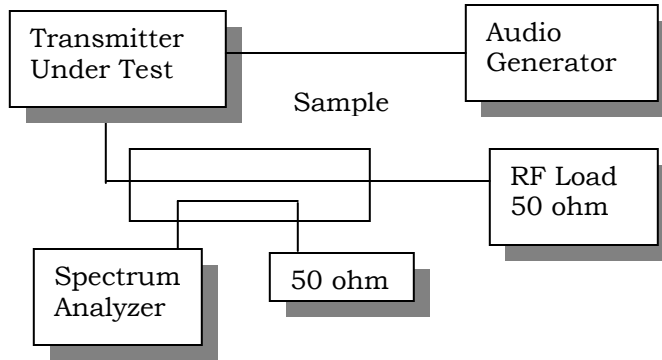 Transmitter
Under Test
Audio
Generator
Sample
RF Load
50 ohm
Spectrum
Analyzer
50 ohm